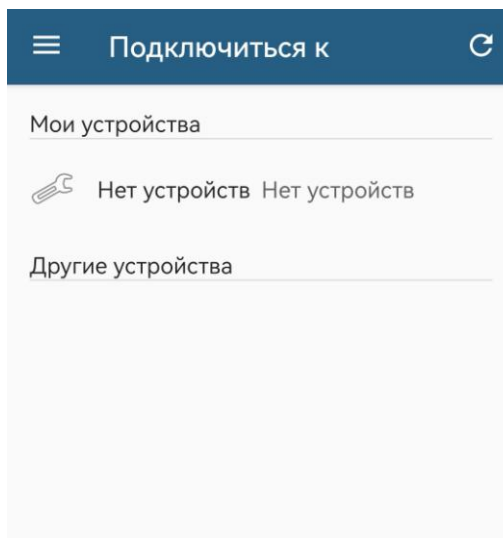 Подключиться к
Мои устройства
Нет устройств Нет устройств
Другие устройства